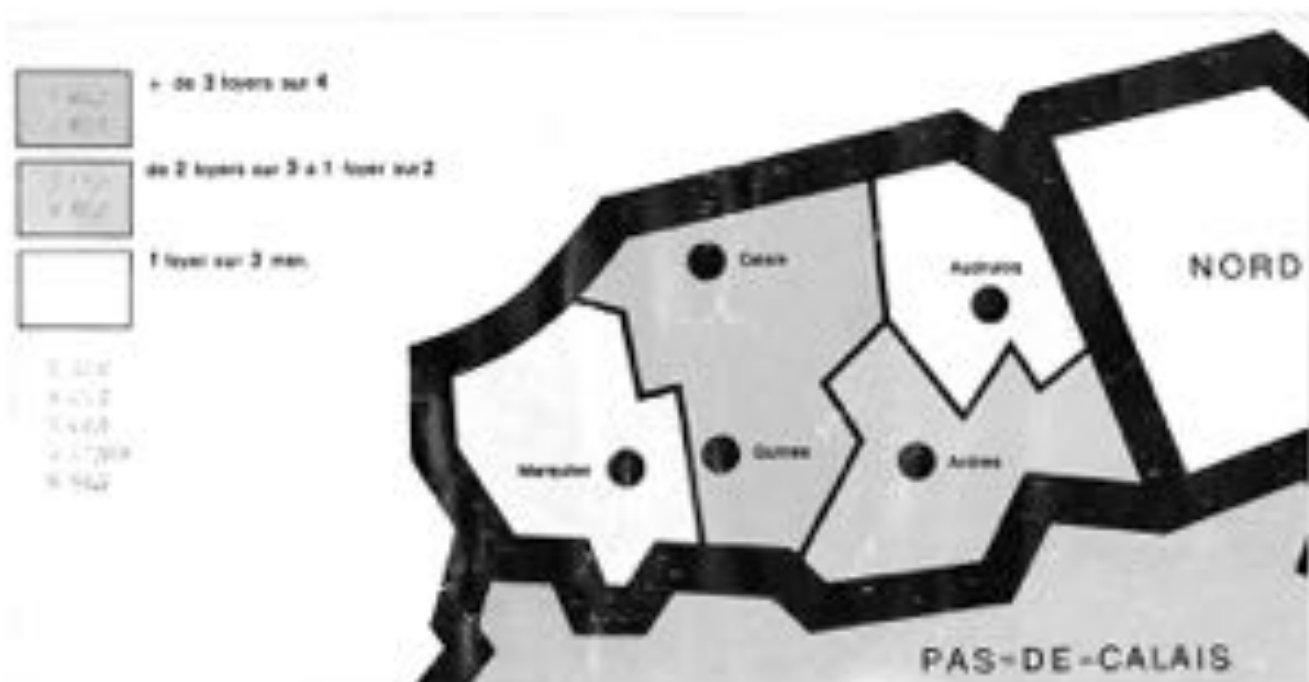 + de 3 foyers sur 4
de 2 foyers sur 3 a 1 foyer sur 2
1 foyer sur 3 men.
Calais
Audruicq
NORD
Marquise
Guines
Ardres
PAS-DE-CALAIS